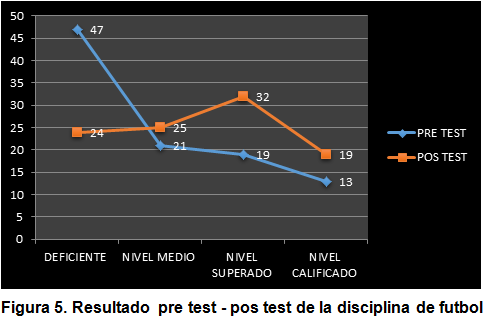 50
45
40
35
30
25
20
15
10
5
0
47
21
19
13
24
25
32
19
DEFICIENTE
NIVEL MEDIO
NIVEL
SUPERADO
NIVEL
CALIFICADO
PRE TEST
POS TEST
Figura 5. Resultado pre test - pos test de la disciplina de futbol